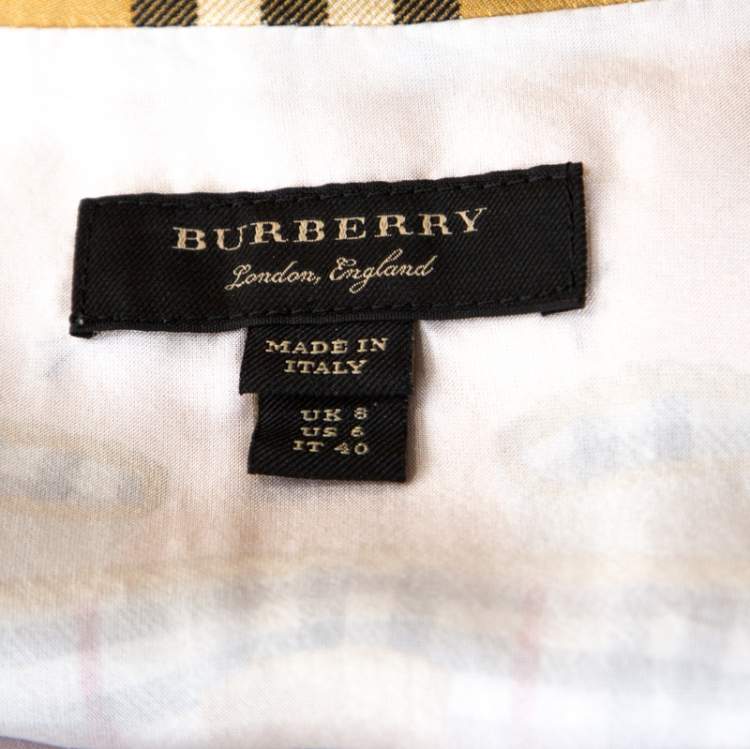 BURBERRY
London, England
MADE IN
ITALY
UK 8
US 6
IT 40